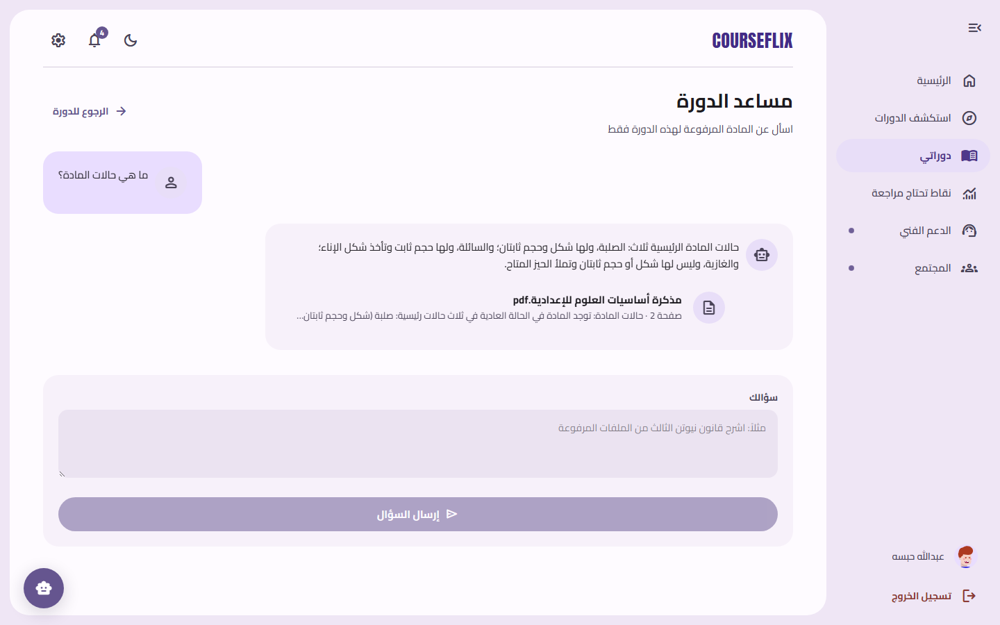 COURSEFLIX
4
الرئيسية
استكشف الدورات
دوراتي
نقاط تحتاج مراجعة
الدعم الفني
المجتمع
عبدالله حبسه
تسجيل الخروج
مساعد الدورة
اسأل عن المادة المرفوعة لهذه الدورة فقط
الرجوع للدورة
ما هي حالات المادة؟
حالات المادة الرئيسية ثلاث: الصلبة، ولها شكل وحجم ثابتان؛ والسائلة، ولها حجم ثابت وتأخذ شكل الإناء؛
والغازية، وليس لها شكل أو حجم ثابتان وتملأ الحيز المتاح.
مذكرة أساسيات العلوم للإعدادية.pdf
صفحة 2 · حالات المادة: توجد المادة في الحالة العادية في ثلاث حالات رئيسية: صلبة (شكل وحجم ثابتان...
سؤالك
مثلاً: اشرح قانون نيوتن الثالث من الملفات المرفوعة
إرسال السؤال